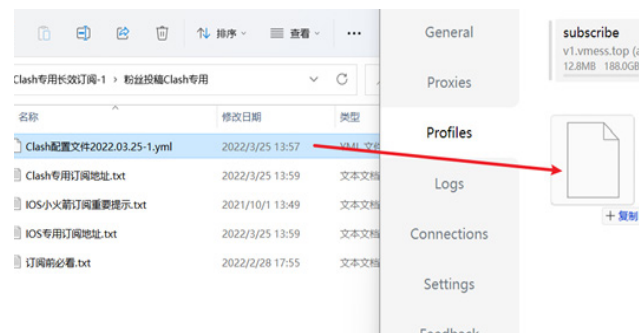 排序
查看
Clash专用长效订阅-1 > 粉丝投稿Clash专用
名称
修改日期
类型
Clash配置文件2022.03.25-1.yml
2022/3/25 13:57
YML 文件
Clash专用订阅地址.txt
2022/3/25 13:59
文本文档
IOS小火箭订阅重要提示.txt
2021/10/1 13:49
文本文档
IOS专用订阅地址.txt
2022/3/25 13:59
文本文档
订阅前必看.txt
2022/2/28 17:55
文本文档
General
Proxies
Profiles
Logs
Connections
Settings
Feedback
subscribe
v1.vmess.top (a
12.8MB 188.0GB
+ 复制